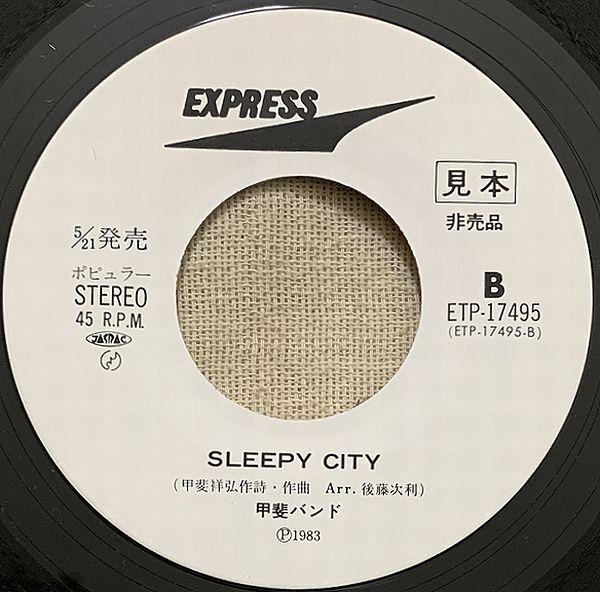 EXPRESS
見本
非売品
5/21発売
ポピュラー
STEREO
45 R.P.M.
JASRAC
B
ETP-17495
(ETP-17495-B)
SLEEPY CITY
(甲斐祥弘作詩・作曲 Arr. 後藤次利)
甲斐バンド
Ⓟ1983